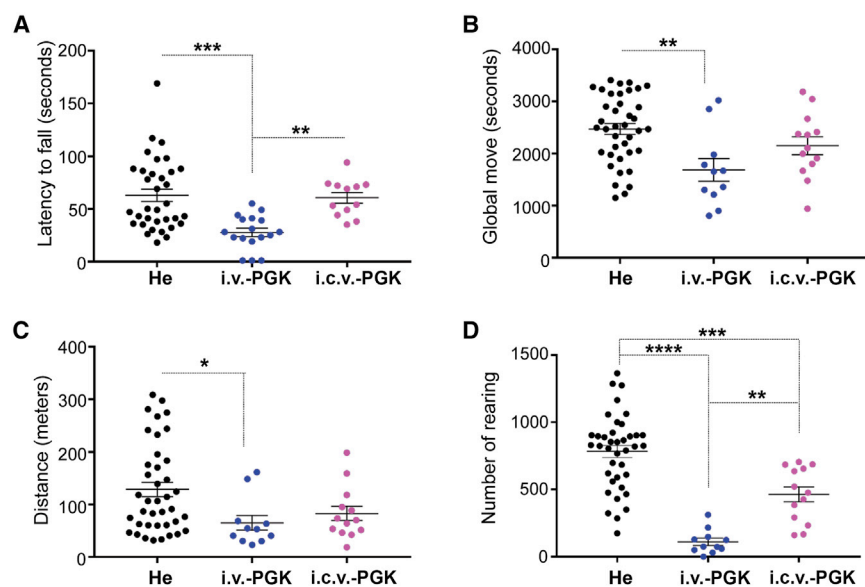 A
Latency to fall (seconds)
200
150
100
50
0
***
**
He i.v.-PGK i.c.v.-PGK
B
Global move (seconds)
4000
3000
2000
1000
0
**
He i.v.-PGK i.c.v.-PGK
C
Distance (meters)
400
300
200
100
0
*
He i.v.-PGK i.c.v.-PGK
D
Number of rearing
1500
1000
500
0
***
****
**
He i.v.-PGK i.c.v.-PGK